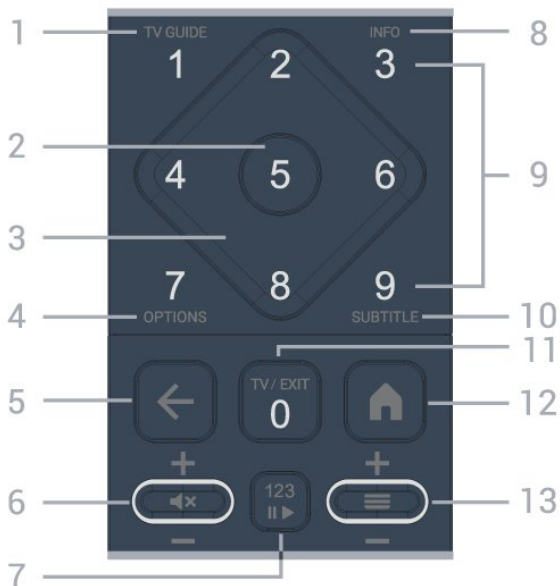 1 TV GUIDE INFO 8
1 2 3
2 4 5 6 9
3
7 8 9
4 OPTIONS SUBTITLE 10
11
5 TV / EXIT 12
0
+ +
6 123 13
− −
7